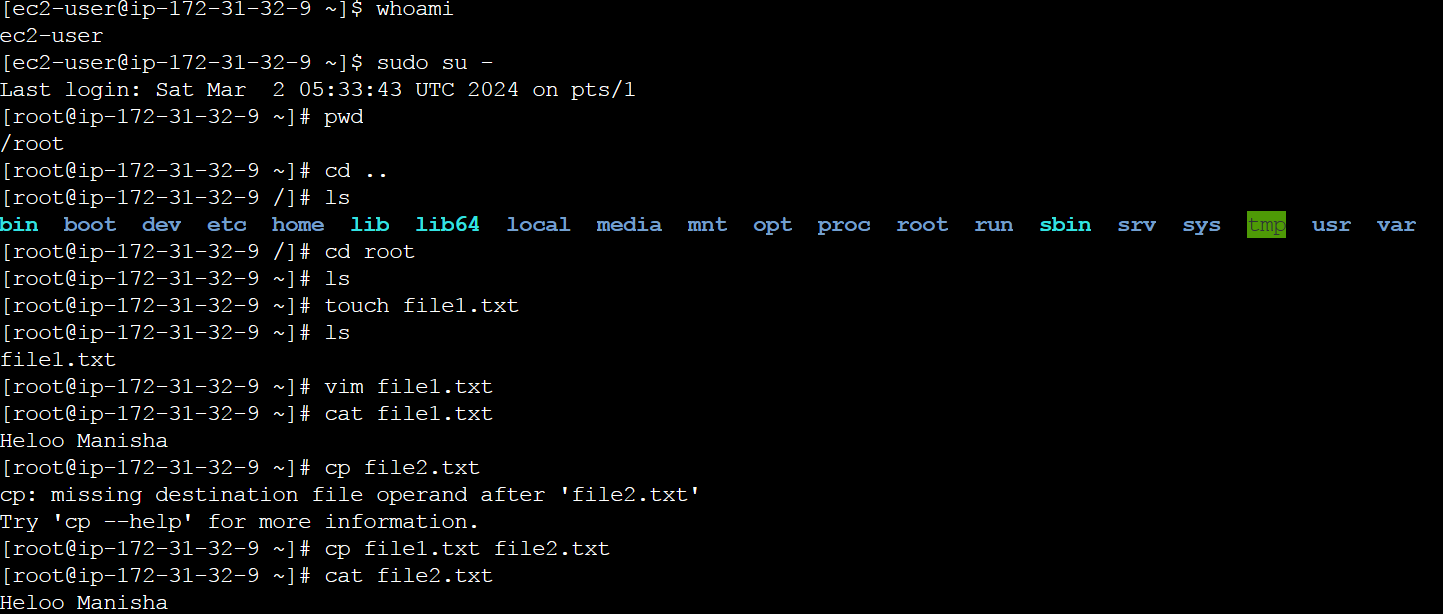 [ec2-user@ip-172-31-32-9 ~]$ whoami
ec2-user
[ec2-user@ip-172-31-32-9 ~]$ sudo su -
Last login: Sat Mar  2 05:33:43 UTC 2024 on pts/1
[root@ip-172-31-32-9 ~]# pwd
/root
[root@ip-172-31-32-9 ~]# cd ..
[root@ip-172-31-32-9 /]# ls
bin  boot  dev  etc  home  lib  lib64  local  media  mnt  opt  proc  root  run  sbin  srv  sys  tmp  usr  var
[root@ip-172-31-32-9 /]# cd root
[root@ip-172-31-32-9 ~]# ls
[root@ip-172-31-32-9 ~]# touch file1.txt
[root@ip-172-31-32-9 ~]# ls
file1.txt
[root@ip-172-31-32-9 ~]# vim file1.txt
[root@ip-172-31-32-9 ~]# cat file1.txt
Heloo Manisha
[root@ip-172-31-32-9 ~]# cp file2.txt
cp: missing destination file operand after 'file2.txt'
Try 'cp --help' for more information.
[root@ip-172-31-32-9 ~]# cp file1.txt file2.txt
[root@ip-172-31-32-9 ~]# cat file2.txt
Heloo Manisha